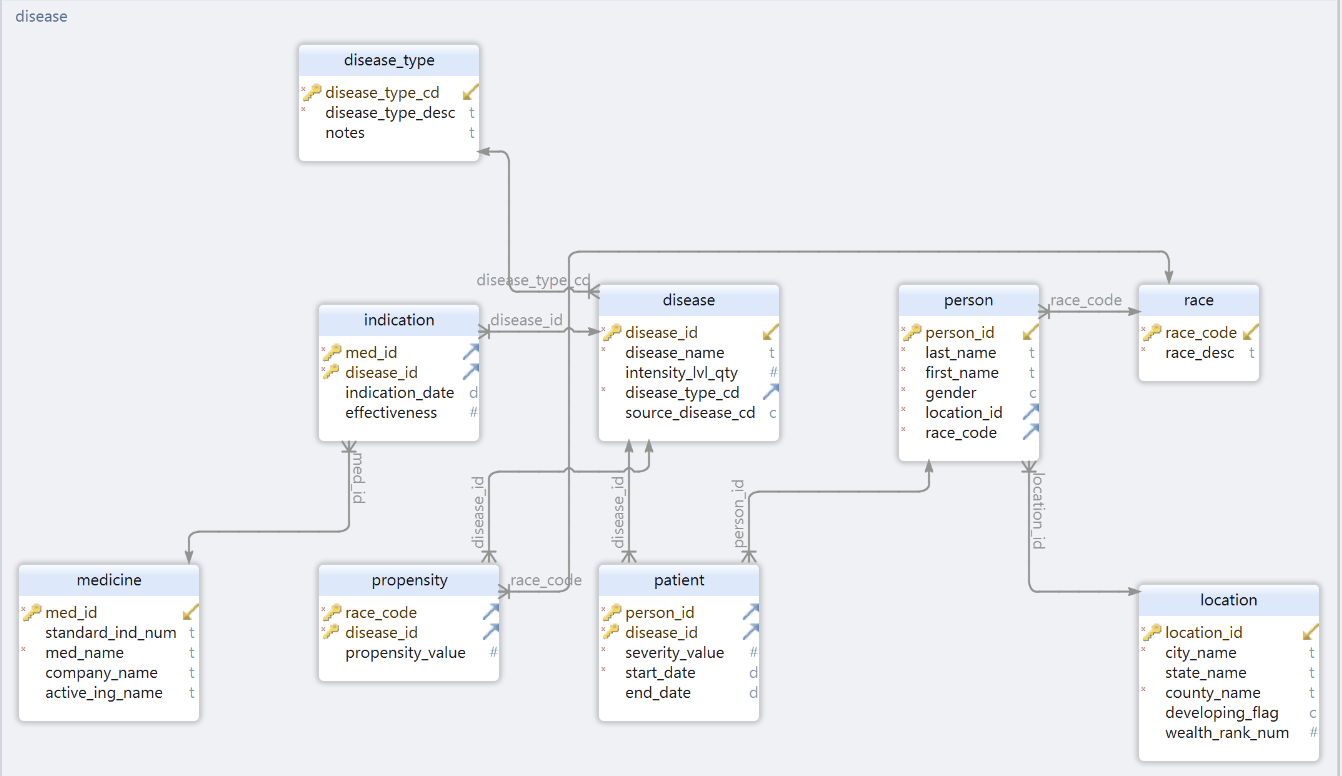 disease
disease_type
disease_type_cd
disease_type_desc t
notes t
disease_type_cd
indication
med_id
disease_id
indication_date d
effectiveness #
disease_id
disease
disease_id
disease_name t
intensity_lvl_qty #
disease_type_cd
source_disease_cd c
person
person_id
last_name t
first_name t
gender c
location_id
race_code
race_code
race
race_code
race_desc t
med_id
disease_id
disease_id
person_id
location_id
medicine
med_id
standard_ind_num t
med_name t
company_name t
active_ing_name t
propensity
race_code
disease_id
propensity_value #
race_code
patient
person_id
disease_id
severity_value #
start_date d
end_date d
location
location_id
city_name t
state_name t
county_name t
developing_flag c
wealth_rank_num #